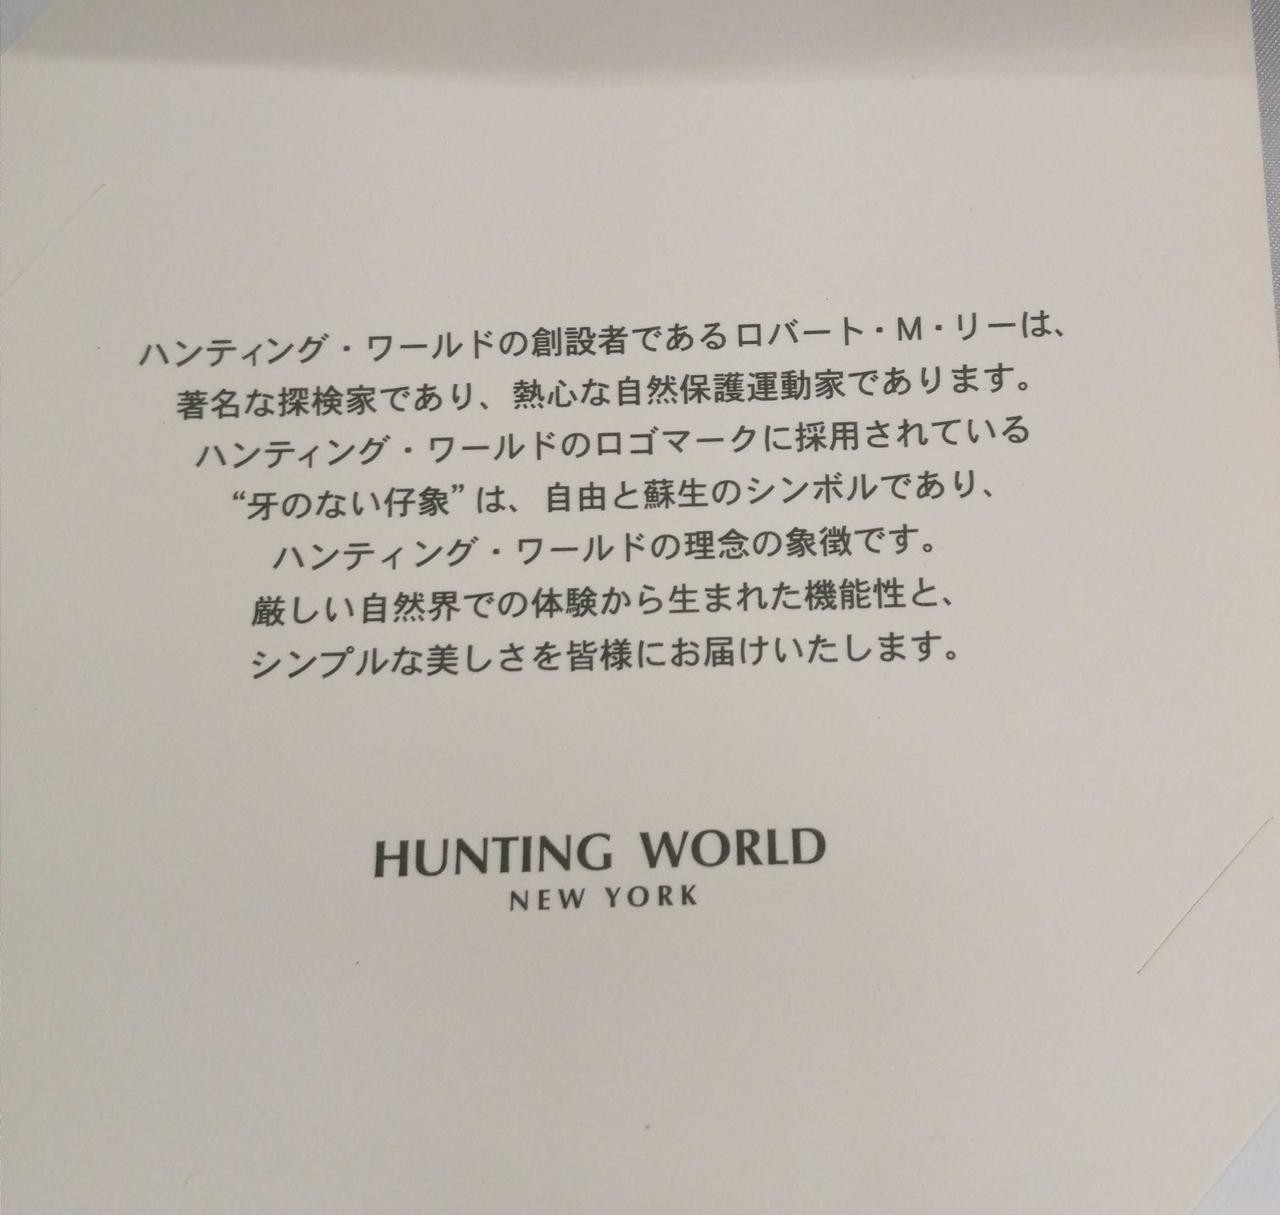 ハンティング・ワールドの創設者であるロバート・M・リーは、
著名な探検家であり、熱心な自然保護運動家であります。
ハンティング・ワールドのロゴマークに採用されている
“牙のない仔象”は、自由と蘇生のシンボルであり、
ハンティング・ワールドの理念の象徴です。
厳しい自然界での体験から生まれた機能性と、
シンプルな美しさを皆様にお届けいたします。
HUNTING WORLD
NEW YORK